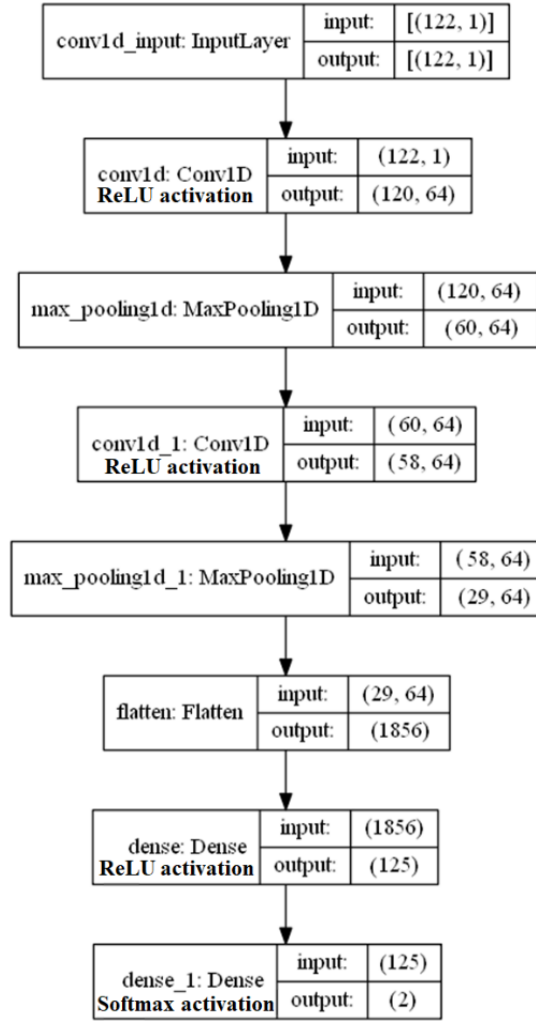 conv1d_input: InputLayer
input: [(122, 1)]
output: [(122, 1)]
conv1d: Conv1D
ReLU activation
input: (122, 1)
output: (120, 64)
max_pooling1d: MaxPooling1D
input: (120, 64)
output: (60, 64)
conv1d_1: Conv1D
ReLU activation
input: (60, 64)
output: (58, 64)
max_pooling1d_1: MaxPooling1D
input: (58, 64)
output: (29, 64)
flatten: Flatten
input: (29, 64)
output: (1856)
dense: Dense
ReLU activation
input: (1856)
output: (125)
dense_1: Dense
Softmax activation
input: (125)
output: (2)